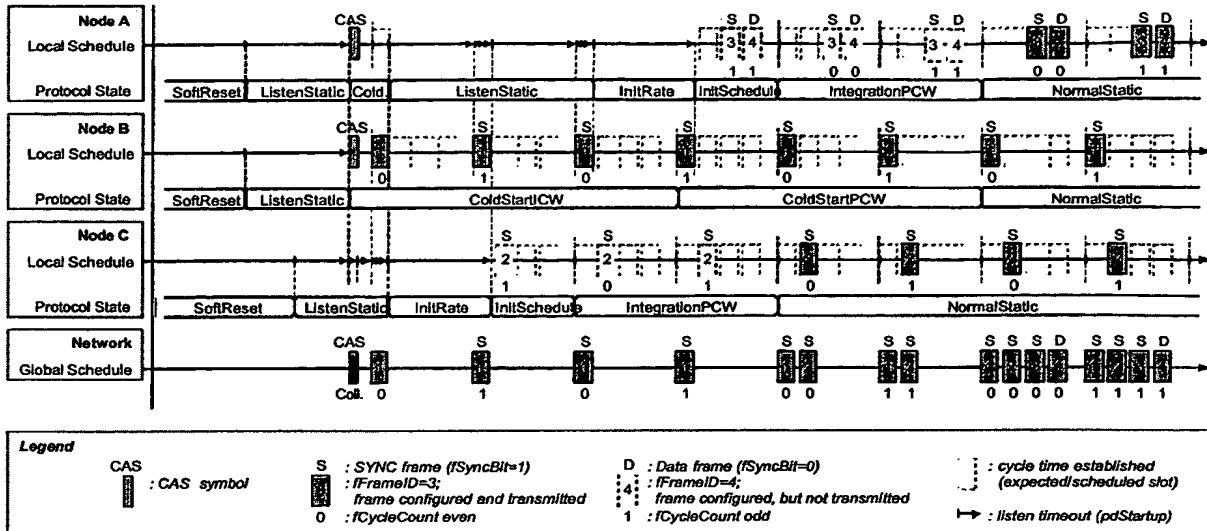 Node A
Local Schedule
Protocol State
CAS
S D S D S D S D S D
3 4 3 4 3 4
1 1 0 0 1 1 0 0 1 1
SoftReset ListenStatic Cold ListenStatic InitRate InitSchedule IntegrationPCW NormalStatic
Node B
Local Schedule
Protocol State
CAS S S S S S S S
0 1 0 1 0 1 0 1
SoftReset ListenStatic ColdStartICW ColdStartPCW NormalStatic
Node C
Local Schedule
Protocol State
S S S S S S S
2 2 2
1 0 1 0 1 0 1
SoftReset ListenStatic InitRate InitSchedule IntegrationPCW NormalStatic
Network
Global Schedule
CAS S S S S S S S S S S D S S S D
Coll. 0 1 0 1 0 0 1 1 0 0 0 0 1 1 1 1
Legend
CAS
: CAS symbol
S : SYNC frame (fSyncBit=1)
: fFrameID=3;
frame configured and transmitted
0 : fCycleCount even
D : Data frame (fSyncBit=0)
4 : fFrameID=4;
frame configured, but not transmitted
1 : fCycleCount odd
: cycle time established
(expected/scheduled slot)
: listen timeout (pdStartup)